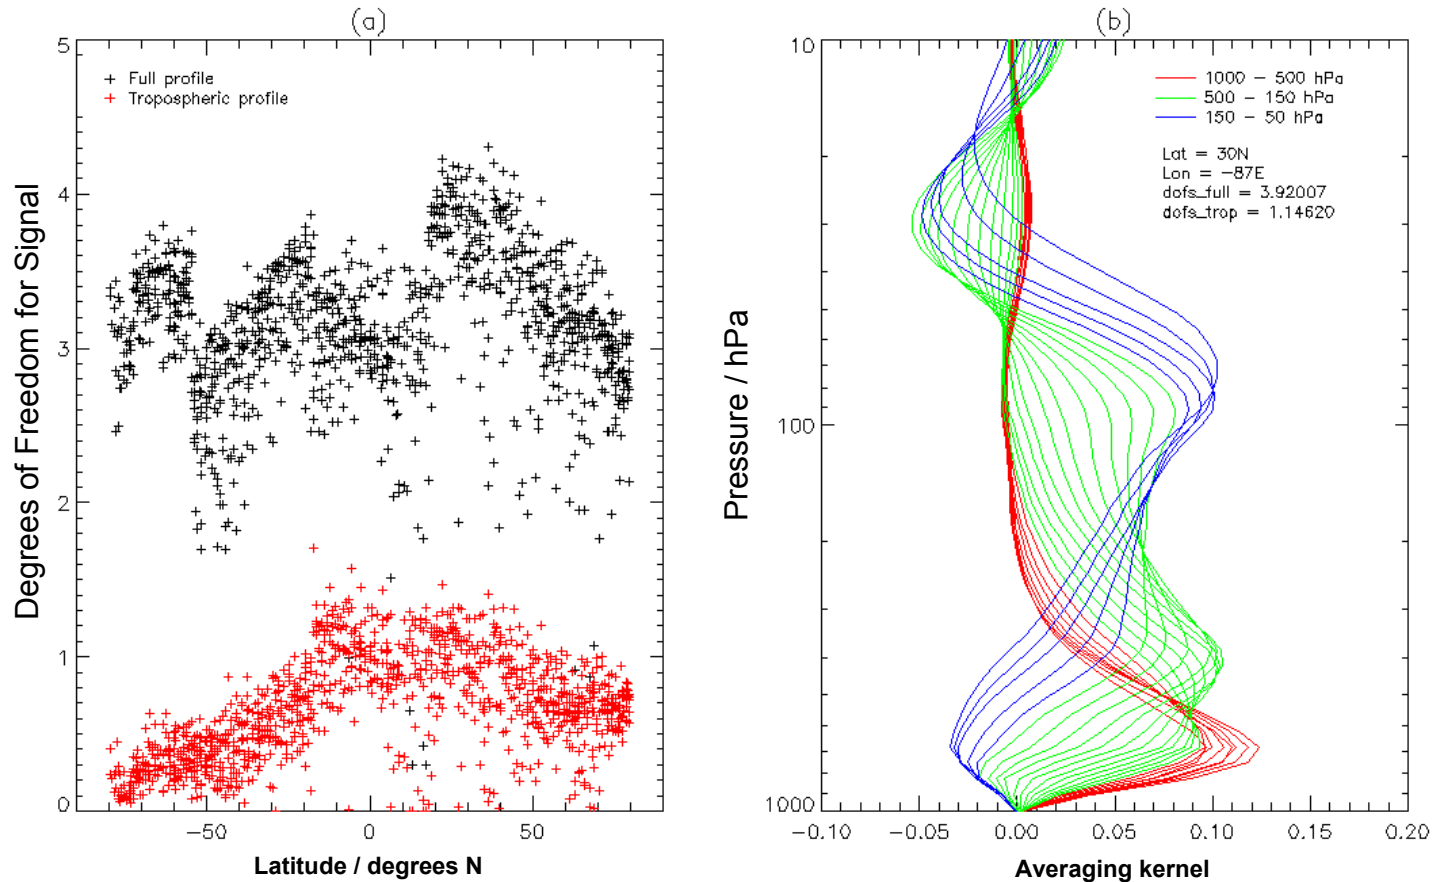 (a)
5
4
3
2
1
0
Degrees of Freedom for Signal
+ Full profile
+ Tropospheric profile
−50
0
50
Latitude / degrees N
(b)
10
100
1000
Pressure / hPa
1000 − 500 hPa
500 − 150 hPa
150 − 50 hPa
Lat = 30N
Lon = −87E
dofs_full = 3.92007
dofs_trop = 1.14620
−0.10
−0.05
0.00
0.05
0.10
0.15
0.20
Averaging kernel